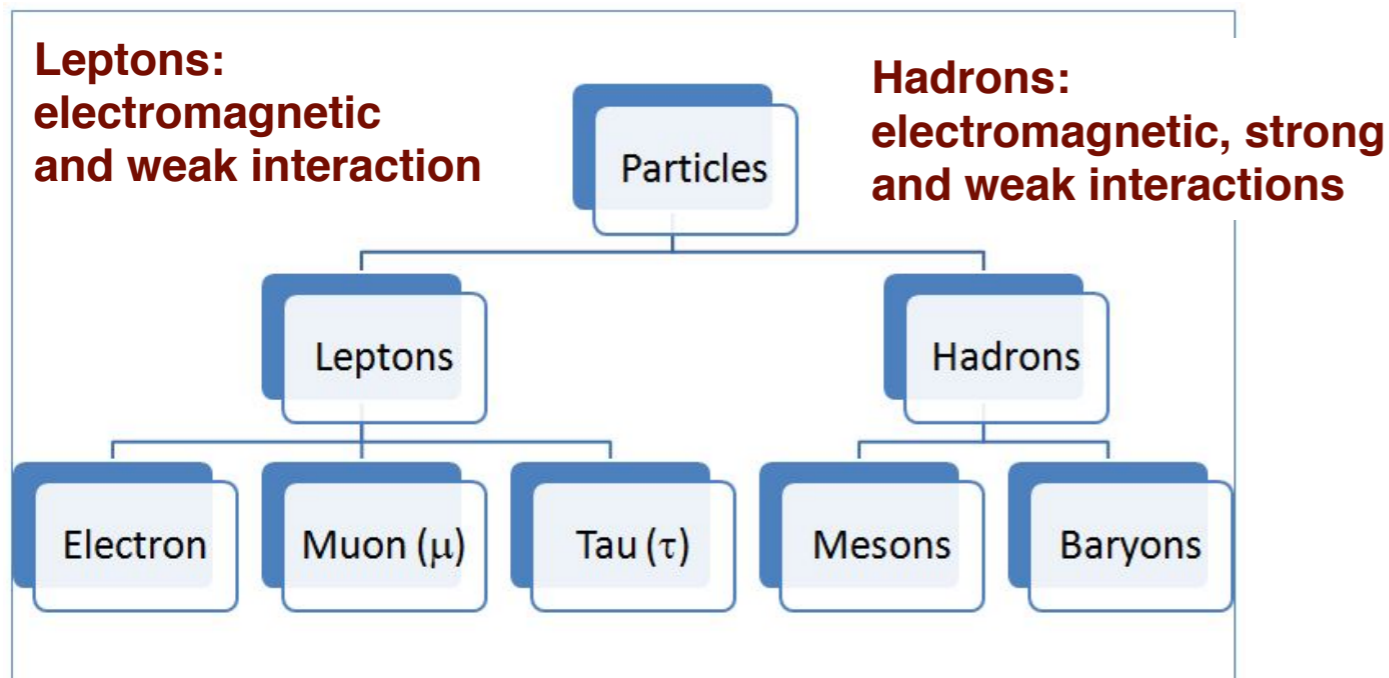 Leptons:
electromagnetic
and weak interaction
Hadrons:
electromagnetic, strong
and weak interactions
Particles
Leptons
Hadrons
Electron
Muon (μ)
Tau (τ)
Mesons
Baryons